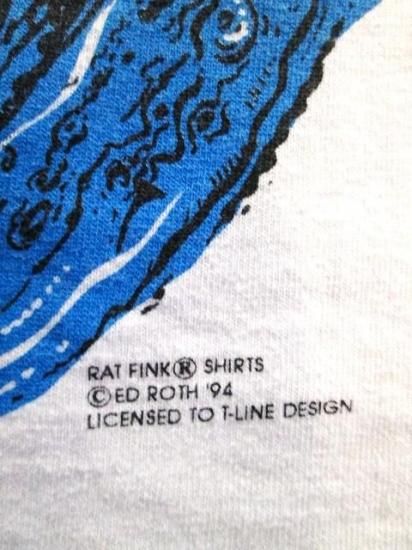 RAT FINK® SHIRTS
©ED ROTH '94
LICENSED TO T-LINE DESIGN